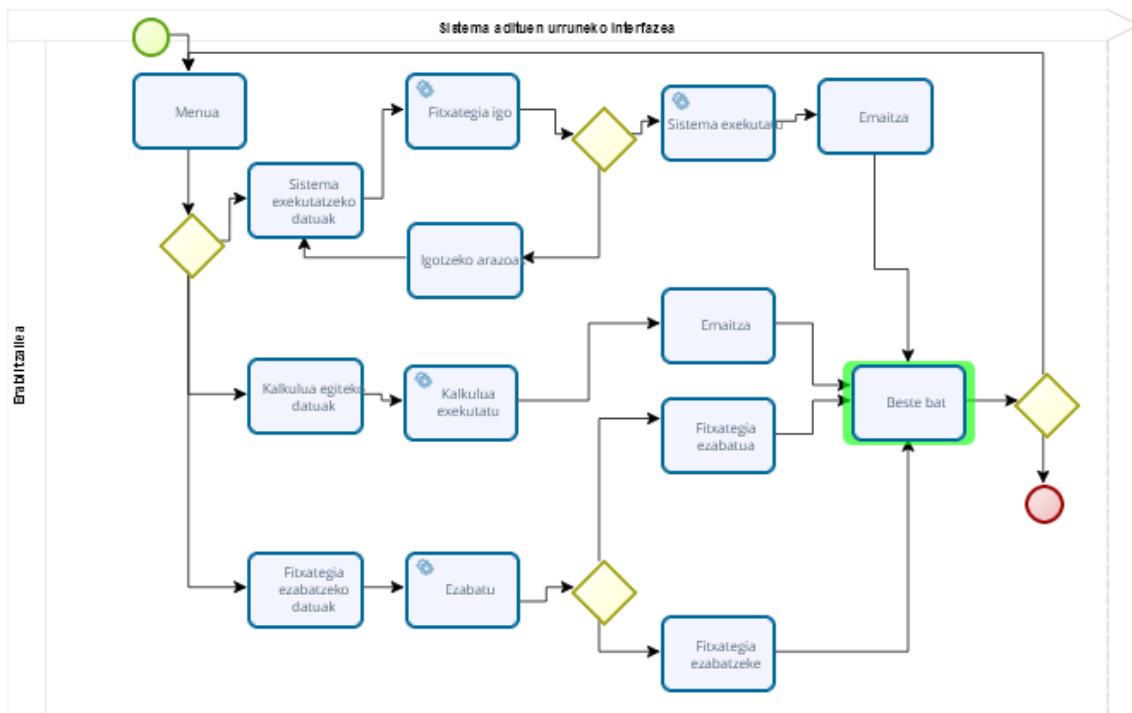 Sistema adituen urruneko interfazea
Erabiltzailea
Menua
Fitxategia igo
Sistema exekutatu
Emaitza
Sistema
exekutatzeko
datuak
Igotzeko arazoak
Emaitza
Kalkulua egiteko
datuak
Kalkulua
exekutatu
Beste bat
Fitxategia
ezabatua
Fitxategia
ezabatzeko
datuak
Ezabatu
Fitxategia
ezabatzeke